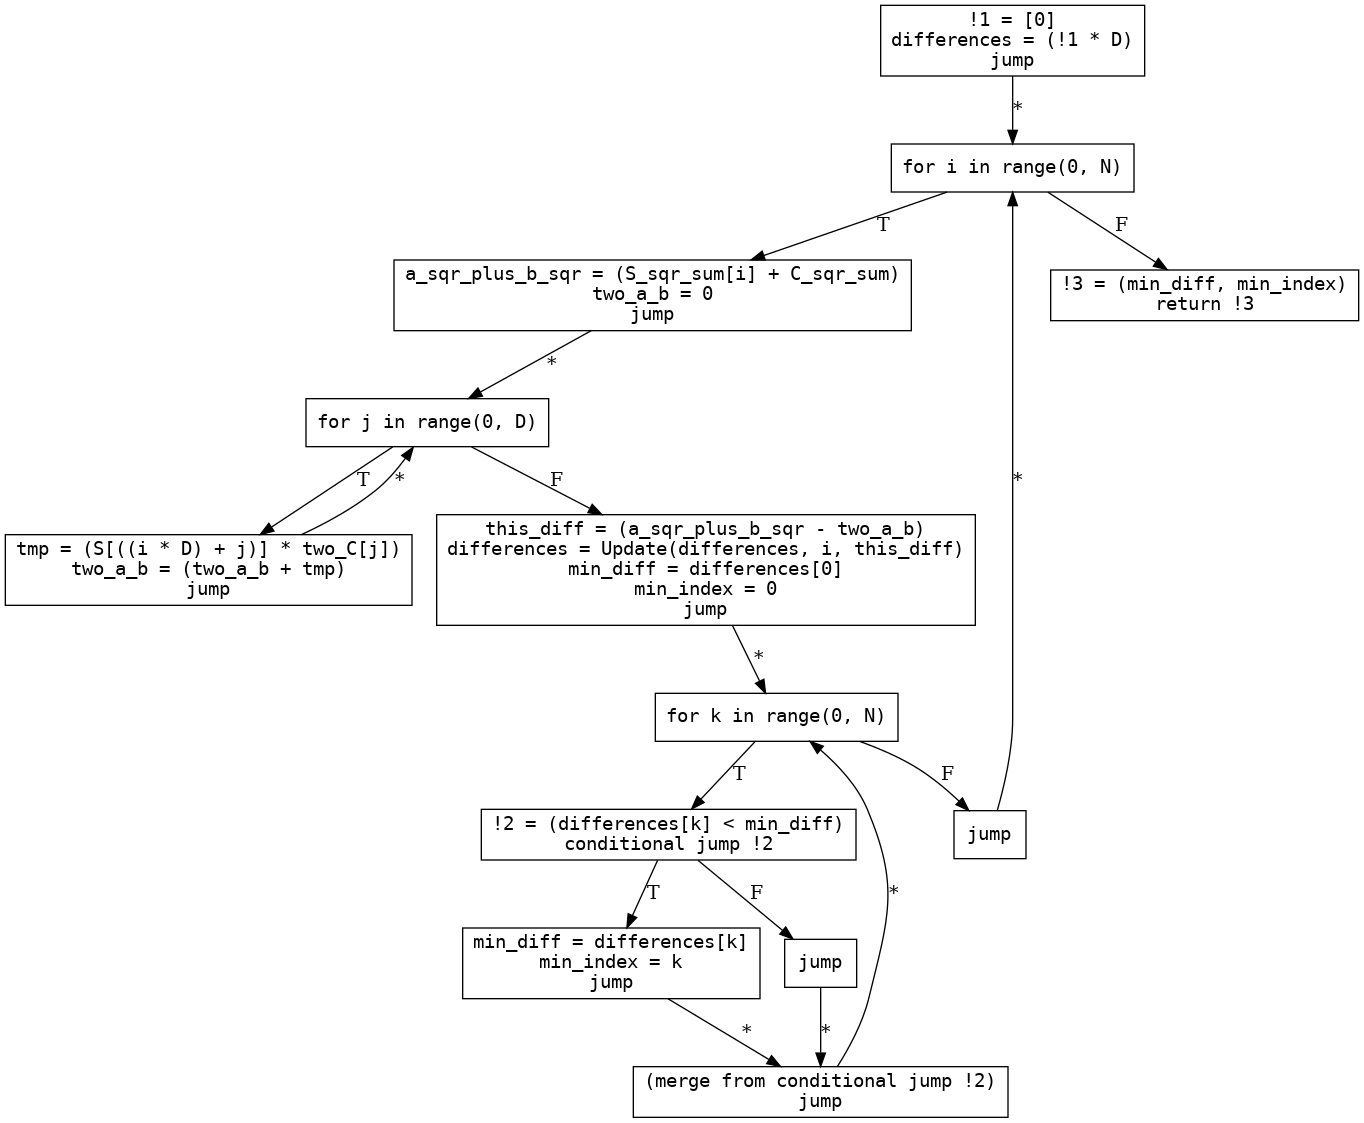 !1 = [0]
differences = (!1 * D)
jump
*
for i in range(0, N)
T
F
a_sqr_plus_b_sqr = (S_sqr_sum[i] + C_sqr_sum)
two_a_b = 0
jump
!3 = (min_diff, min_index)
return !3
*
for j in range(0, D)
T
*
F
*
tmp = (S[((i * D) + j)] * two_C[j])
two_a_b = (two_a_b + tmp)
jump
this_diff = (a_sqr_plus_b_sqr - two_a_b)
differences = Update(differences, i, this_diff)
min_diff = differences[0]
min_index = 0
jump
*
for k in range(0, N)
T
F
!2 = (differences[k] < min_diff)
conditional jump !2
jump
T
F
*
min_diff = differences[k]
min_index = k
jump
jump
*
*
(merge from conditional jump !2)
jump